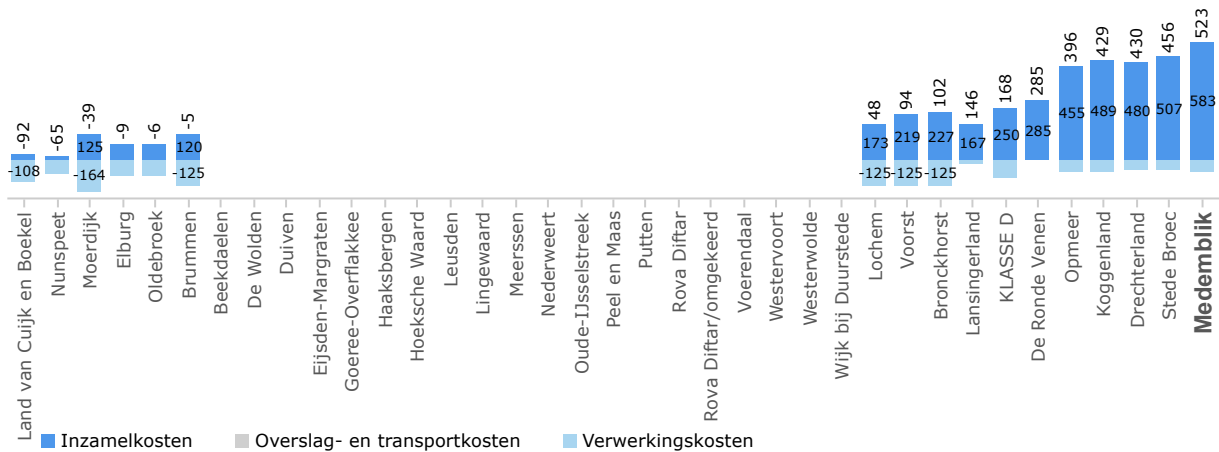 -92
-65
-39
-9
-6
-5
48
94
102
146
168
285
396
429
430
456
523
125
120
173
219
227
167
250
285
455
489
480
507
583
-108
-164
-125
-125
-125
-125
Land van Cuijk en Boekel
Nunspeet
Moerdijk
Elburg
Oldebroek
Brummen
Beekdaelen
De Wolden
Duiven
Eijsden-Margraten
Goeree-Overflakkee
Haaksbergen
Hoeksche Waard
Leusden
Lingewaard
Meerssen
Nederweert
Oude-IJsselstreek
Peel en Maas
Putten
Rova Diftar
Rova Diftar/omgekeerd
Voerendaal
Westervoort
Westerwolde
Wijk bij Duurstede
Lochem
Voorst
Bronckhorst
Lansingerland
KLASSE D
De Ronde Venen
Opmeer
Koggenland
Drechterland
Stede Broec
Medemblik
Inzamelkosten
Overslag- en transportkosten
Verwerkingskosten